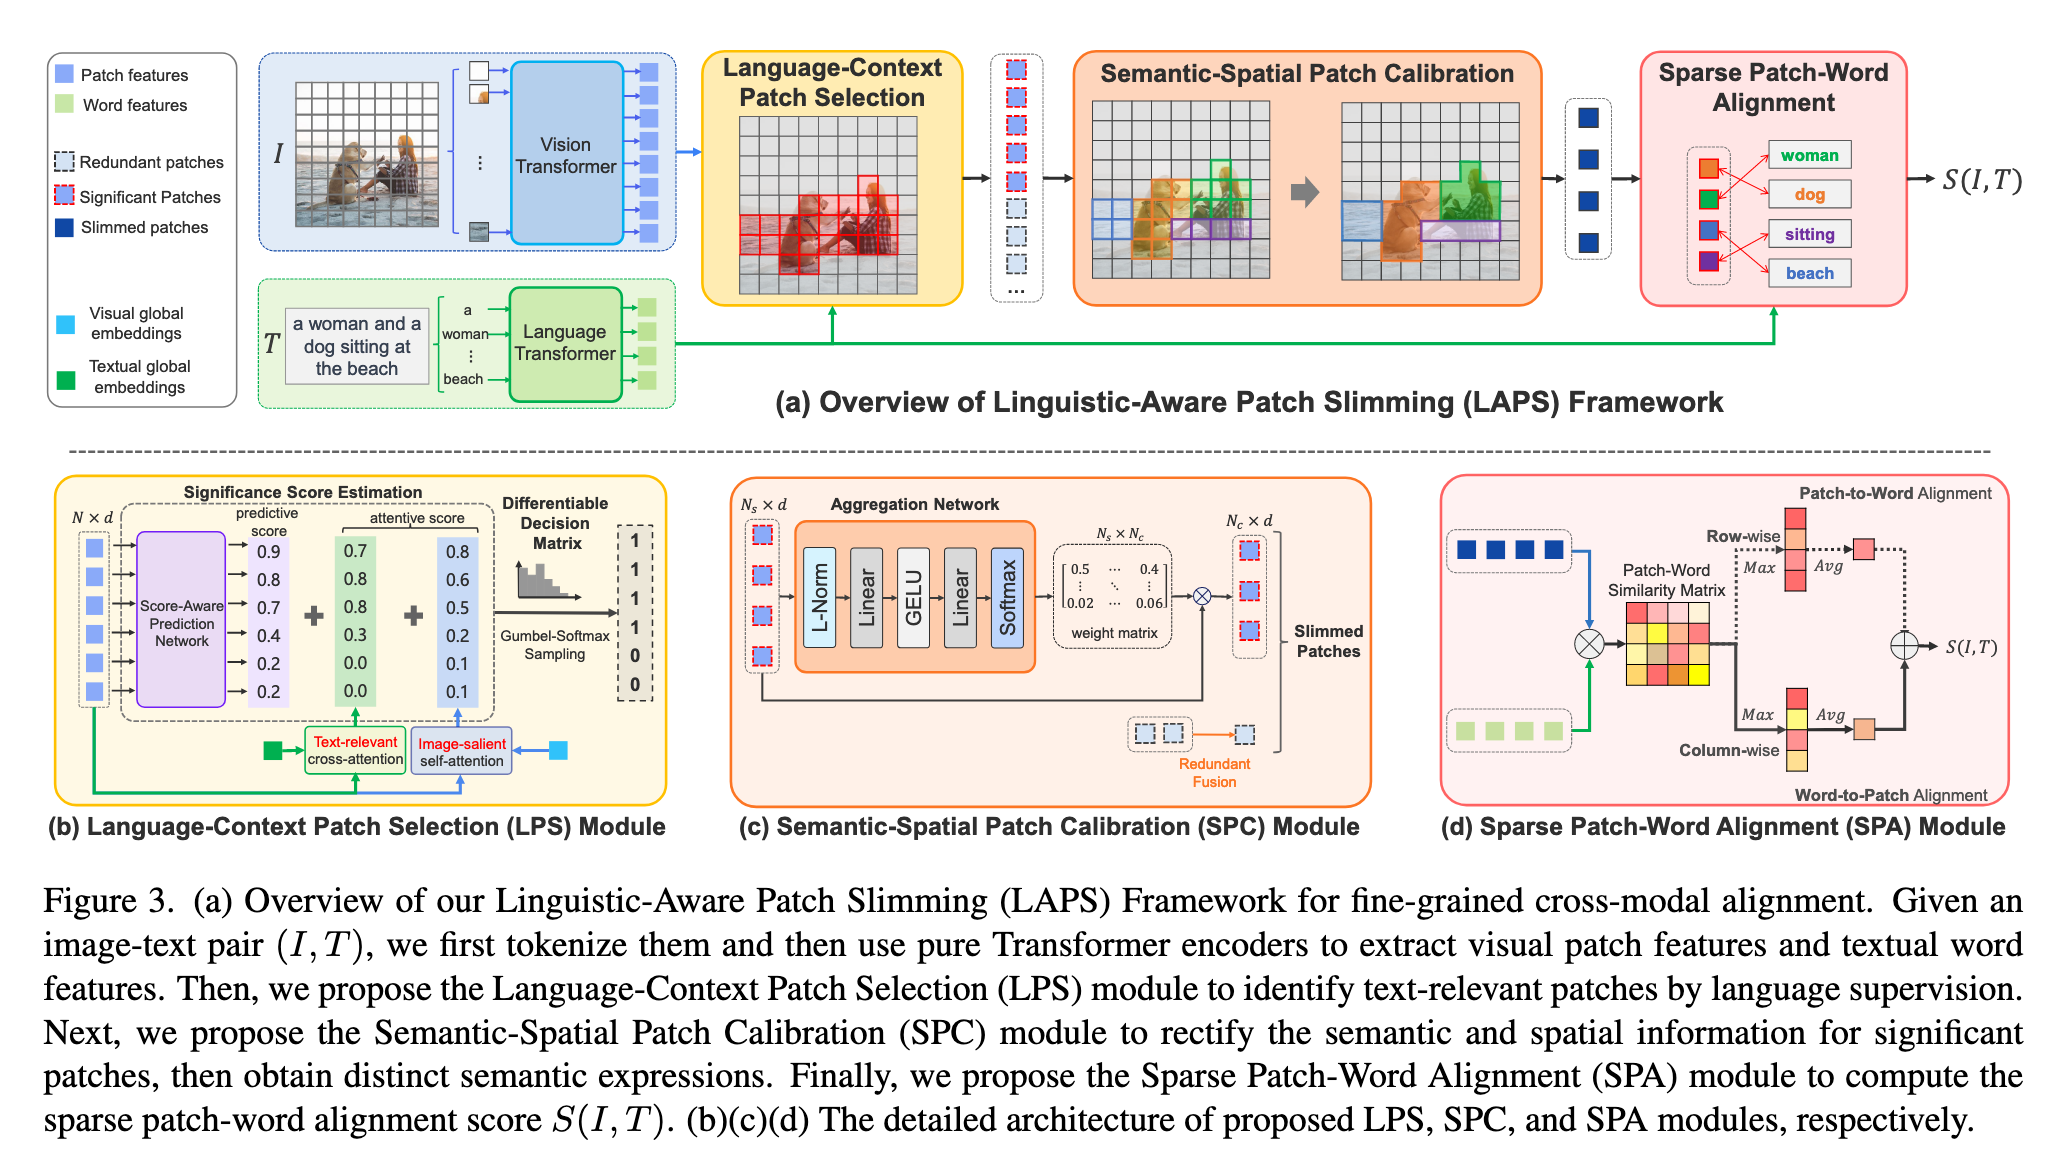 Patch features
Word features
Redundant patches
Significant Patches
Slimmed patches
Visual global
embeddings
Textual global
embeddings
I
⋮
Vision
Transformer
T
a woman and a
dog sitting at
the beach
a
woman
⋮
beach
Language
Transformer
Language-Context
Patch Selection
...
Semantic-Spatial Patch Calibration
Sparse Patch-Word
Alignment
woman
dog
sitting
beach
S(I,T)
(a) Overview of Linguistic-Aware Patch Slimming (LAPS) Framework
Significance Score Estimation
N × d
predictive
score
attentive score
Score-Aware
Prediction
Network
0.9 0.7 0.8
0.8 0.8 0.6
0.7 0.8 0.5
0.4 0.3 0.2
0.2 0.0 0.1
0.2 0.0 0.1
+ +
Differentiable
Decision
Matrix
Gumbel-Softmax
Sampling
1
1
1
1
0
0
Text-relevant
cross-attention
Image-salient
self-attention
(b) Language-Context Patch Selection (LPS) Module
N_s × d
Aggregation Network
L-Norm
Linear
GELU
Linear
Softmax
N_s × N_c
0.5 ⋯ 0.4
⋮ ⋱ ⋮
0.02 ⋯ 0.06
weight matrix
N_c × d
Slimmed
Patches
Redundant
Fusion
(c) Semantic-Spatial Patch Calibration (SPC) Module
Patch-to-Word Alignment
Row-wise
Max Avg
Patch-Word
Similarity Matrix
S(I,T)
Max Avg
Column-wise
Word-to-Patch Alignment
(d) Sparse Patch-Word Alignment (SPA) Module
Figure 3. (a) Overview of our Linguistic-Aware Patch Slimming (LAPS) Framework for fine-grained cross-modal alignment. Given an
image-text pair (I, T), we first tokenize them and then use pure Transformer encoders to extract visual patch features and textual word
features. Then, we propose the Language-Context Patch Selection (LPS) module to identify text-relevant patches by language supervision.
Next, we propose the Semantic-Spatial Patch Calibration (SPC) module to rectify the semantic and spatial information for significant
patches, then obtain distinct semantic expressions. Finally, we propose the Sparse Patch-Word Alignment (SPA) module to compute the
sparse patch-word alignment score S(I, T). (b)(c)(d) The detailed architecture of proposed LPS, SPC, and SPA modules, respectively.